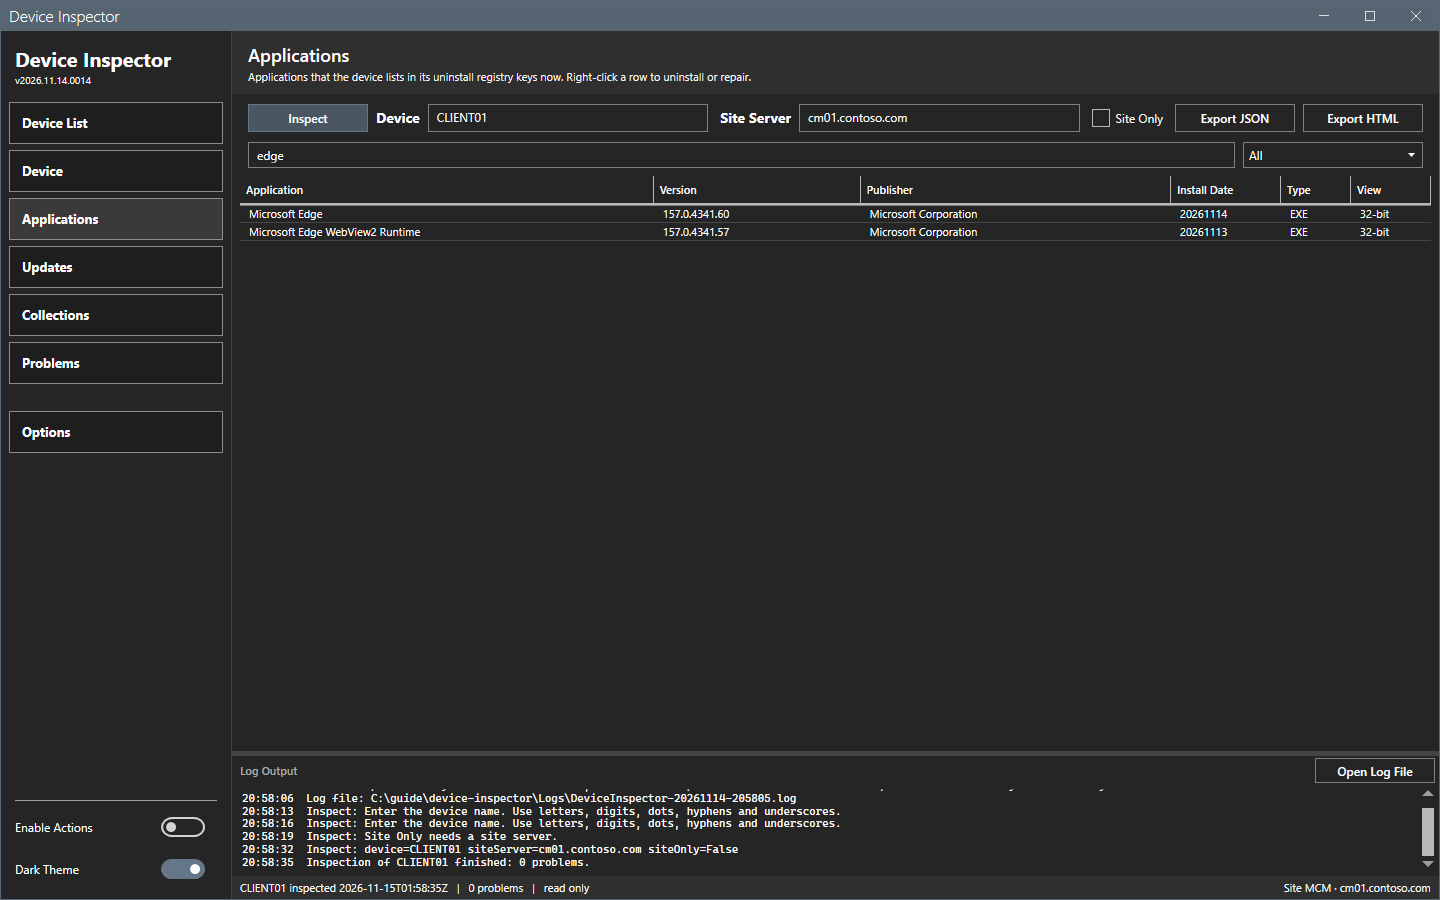 Device Inspector
Device Inspector
v2026.11.14.0014
Device List
Device
Applications
Updates
Collections
Problems
Options
Enable Actions
Dark Theme
Applications
Applications that the device lists in its uninstall registry keys now. Right-click a row to uninstall or repair.
Inspect Device CLIENT01 Site Server cm01.contoso.com Site Only Export JSON Export HTML
edge All
Application Version Publisher Install Date Type View
Microsoft Edge 157.0.4341.60 Microsoft Corporation 20261114 EXE 32-bit
Microsoft Edge WebView2 Runtime 157.0.4341.57 Microsoft Corporation 20261113 EXE 32-bit
Log Output Open Log File
20:58:06 Log file: C:\guide\device-inspector\Logs\DeviceInspector-20261114-205805.log
20:58:13 Inspect: Enter the device name. Use letters, digits, dots, hyphens and underscores.
20:58:16 Inspect: Enter the device name. Use letters, digits, dots, hyphens and underscores.
20:58:19 Inspect: Site Only needs a site server.
20:58:32 Inspect: device=CLIENT01 siteServer=cm01.contoso.com siteOnly=False
20:58:35 Inspection of CLIENT01 finished: 0 problems.
CLIENT01 inspected 2026-11-15T01:58:35Z | 0 problems | read only Site MCM · cm01.contoso.com